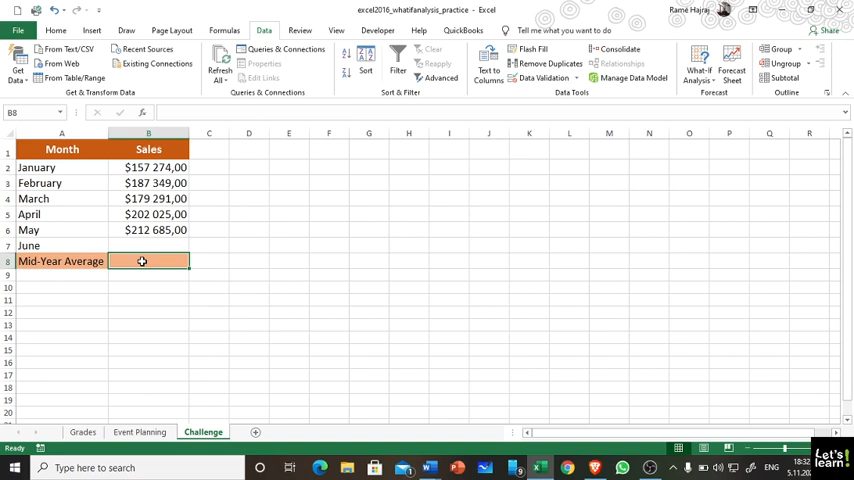 excel2016_whatifanalysis_practice - Excel
Ramë Hajraj
File Home Insert Draw Page Layout Formulas Data Review View Developer Help QuickBooks Tell me what you want to do Share
Get Data
From Text/CSV
From Web
From Table/Range
Recent Sources
Existing Connections
Get & Transform Data
Refresh All
Queries & Connections
Properties
Edit Links
Queries & Connections
Sort
Filter
Clear
Reapply
Advanced
Sort & Filter
Text to Columns
Flash Fill
Remove Duplicates
Data Validation
Consolidate
Relationships
Manage Data Model
Data Tools
What-If Analysis
Forecast Sheet
Forecast
Group
Ungroup
Subtotal
Outline
B8
fx
A B C D E F G H I J K L M N O P Q R
1 Month Sales
2 January $157 274,00
3 February $187 349,00
4 March $179 291,00
5 April $202 025,00
6 May $212 685,00
7 June
8 Mid-Year Average
9
10
11
12
13
14
15
16
17
18
19
20
21
Grades Event Planning Challenge
Ready
Type here to search
ENG
18:32
5.11.202
Let's learn!